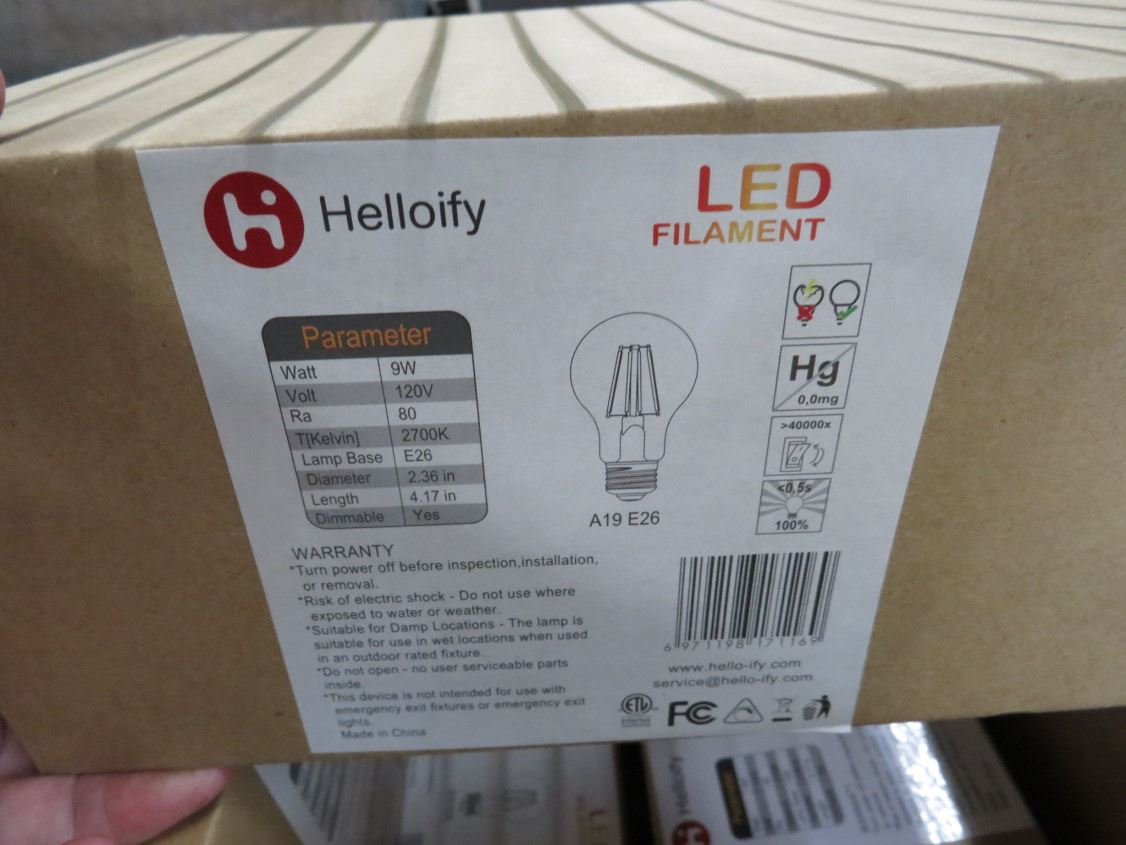 Helloify
LED
FILAMENT
Parameter
Watt 9W
Volt 120V
Ra 80
T[Kelvin] 2700K
Lamp Base E26
Diameter 2.36 in
Length 4.17 in
Dimmable Yes
A19 E26
Hg
0,0mg
>40000x
<0,5s
100%
WARRANTY
*Turn power off before inspection,installation,
or removal.
*Risk of electric shock - Do not use where
exposed to water or weather.
*Suitable for Damp Locations - The lamp is
suitable for use in wet locations when used
in an outdoor rated fixture.
*Do not open - no user serviceable parts
inside.
*This device is not intended for use with
emergency exit fixtures or emergency exit
lights.
Made in China
6 971198 171169
www.hello-ify.com
service@hello-ify.com
ETL
Intertek
FC
LED
Helloify
Parameter